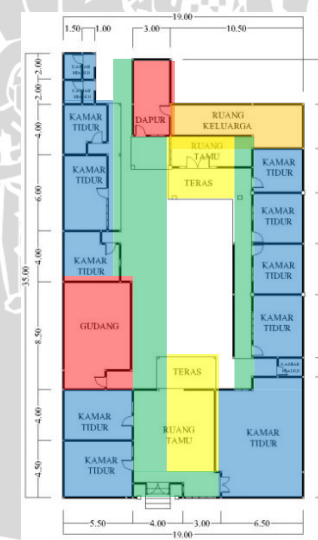 19.00
1.50 1.00 3.00 10.50
2.00
2.00
4.00
6.00
4.00
35.00
8.50
4.00
4.50
DAPUR
RUANG
KELUARGA
KAMAR
TIDUR
RUANG
TAMU
KAMAR
TIDUR
TERAS
KAMAR
TIDUR
KAMAR
TIDUR
KAMAR
TIDUR
KAMAR
TIDUR
GUDANG
KAMAR
TIDUR
TERAS
KAMAR
TIDUR
RUANG
TAMU
KAMAR
TIDUR
KAMAR
TIDUR
5.50 4.00 3.00 6.50
19.00